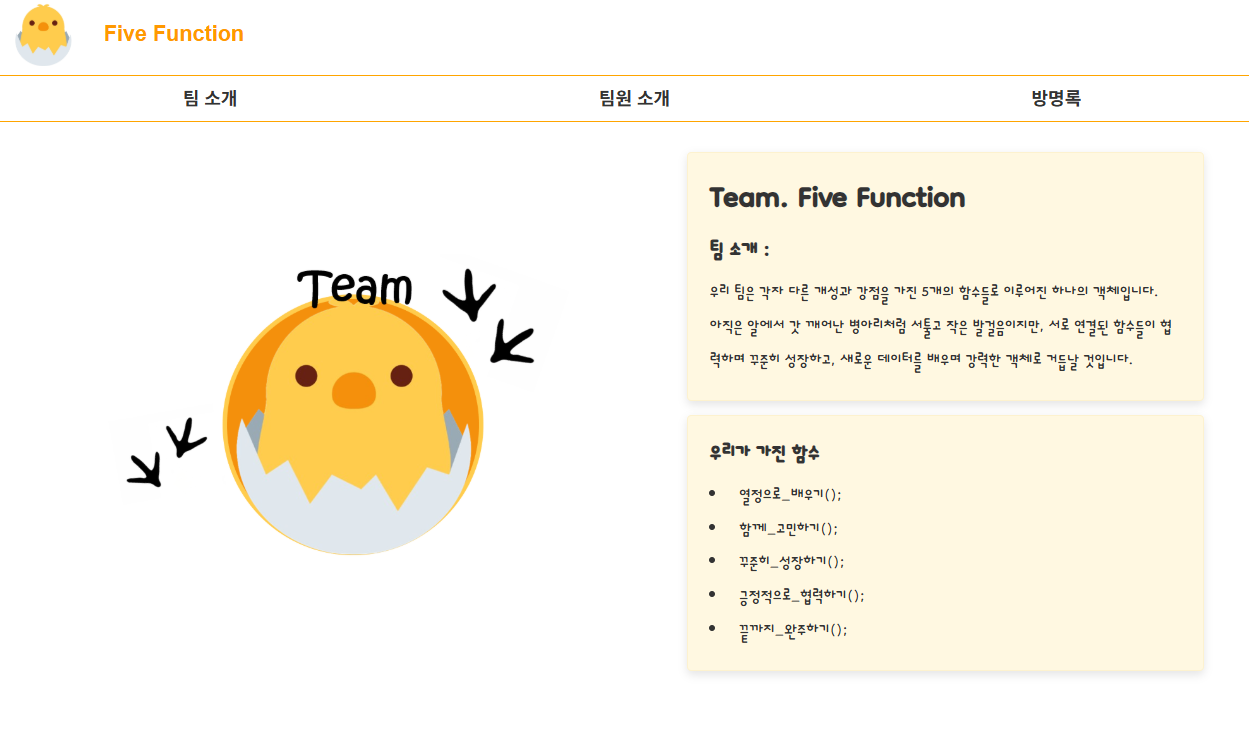 Five Function
팀 소개
팀원 소개
방명록
Team
Team. Five Function
팀 소개 :
우리 팀은 각자 다른 개성과 강점을 가진 5개의 함수들로 이루어진 하나의 객체입니다.
아직은 알에서 갓 깨어난 병아리처럼 서툴고 작은 발걸음이지만, 서로 연결된 함수들이 협
력하며 꾸준히 성장하고, 새로운 데이터를 배우며 강력한 객체로 거듭날 것입니다.
우리가 가진 함수
열정으로_배우기();
함께_고민하기();
꾸준히_성장하기();
긍정적으로_협력하기();
끝까지_완주하기();